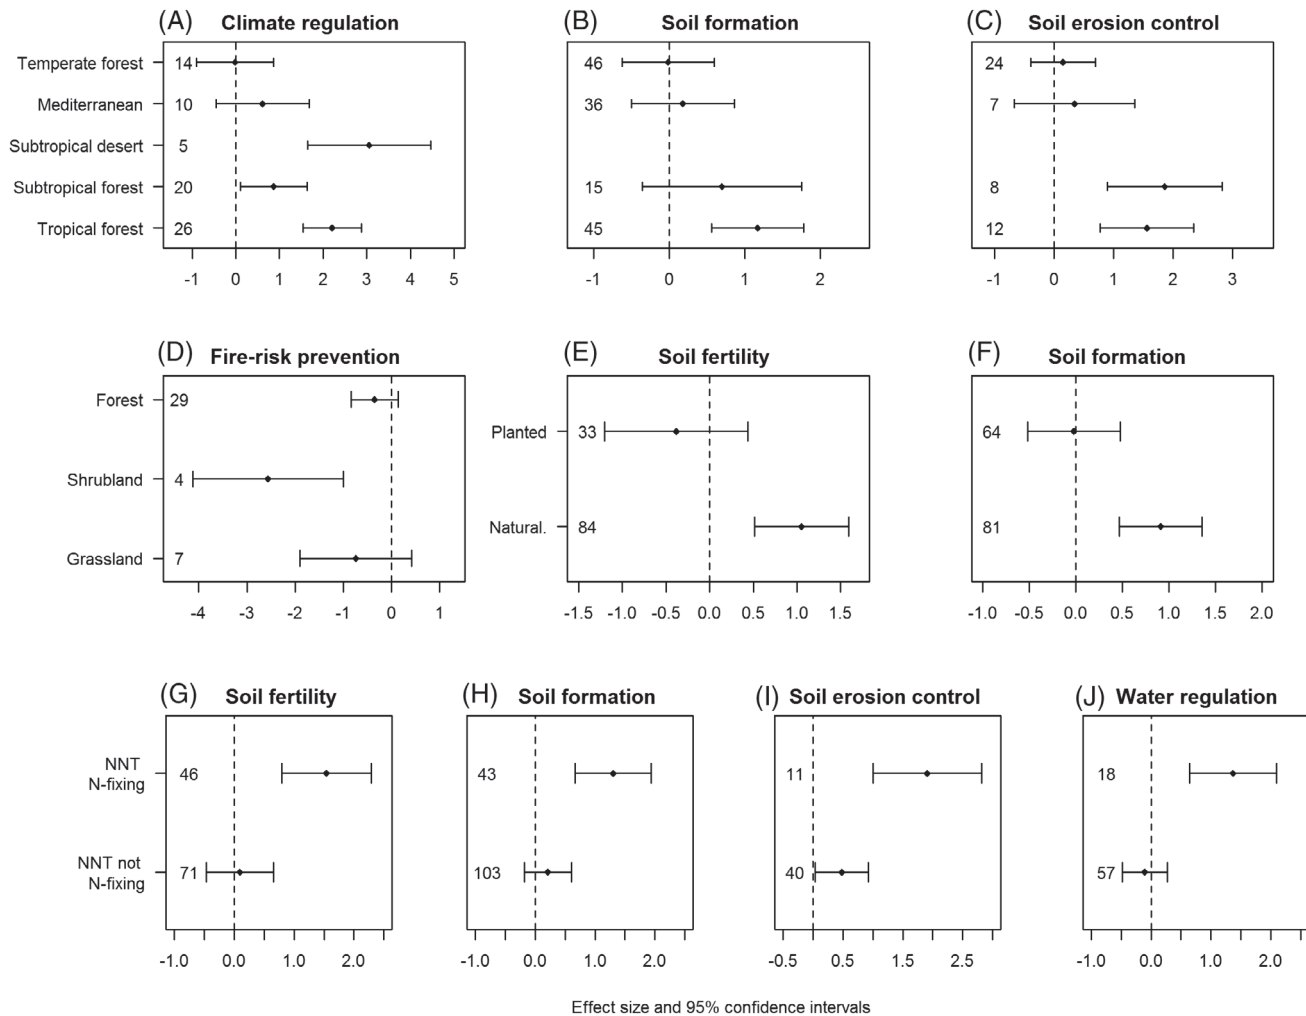 (A) Climate regulation
(B) Soil formation
(C) Soil erosion control
Temperate forest 14 46 24
Mediterranean 10 36 7
Subtropical desert 5
Subtropical forest 20 15 8
Tropical forest 26 45 12
-1 0 1 2 3 4 5
-1 0 1 2
-1 0 1 2 3
(D) Fire-risk prevention
(E) Soil fertility
(F) Soil formation
Forest 29
Shrubland 4
Grassland 7
Planted 33 64
Natural. 84 81
-4 -3 -2 -1 0 1
-1.5 -0.5 0.0 0.5 1.0 1.5
-1.0 0.0 0.5 1.0 2.0
(G) Soil fertility
(H) Soil formation
(I) Soil erosion control
(J) Water regulation
NNT
N-fixing 46 43 11 18
NNT not
N-fixing 71 103 40 57
-1.0 0.0 1.0 2.0
-1.0 0.0 1.0 2.0
-0.5 0.5 1.5 2.5
-1.0 0.0 1.0 2.0
Effect size and 95% confidence intervals